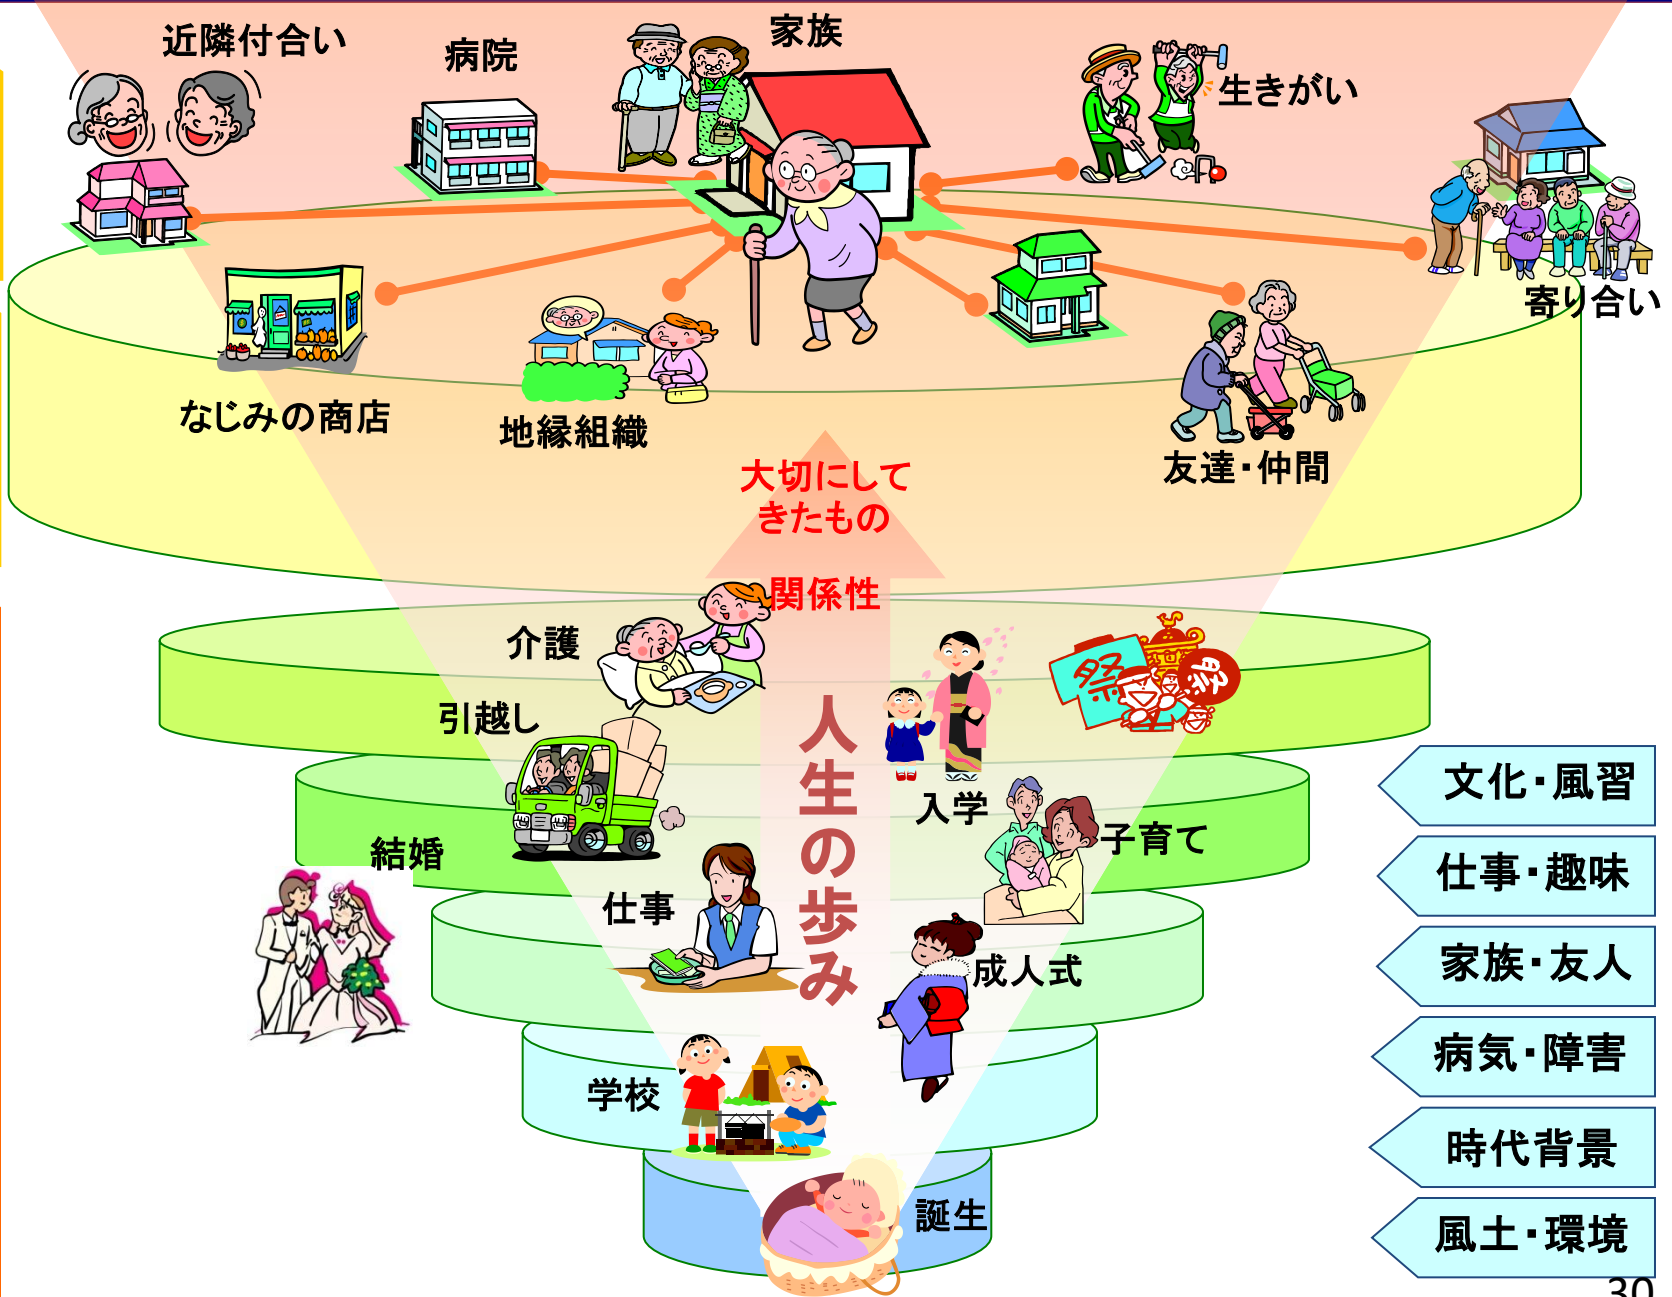 近隣付合い
病院
家族
生きがい
寄り合い
なじみの商店
地縁組織
友達・仲間
大切にして
きたもの
関係性
介護
祭
祭
引越し
人生の歩み
入学
子育て
結婚
仕事
成人式
学校
誕生
文化・風習
仕事・趣味
家族・友人
病気・障害
時代背景
風土・環境
30